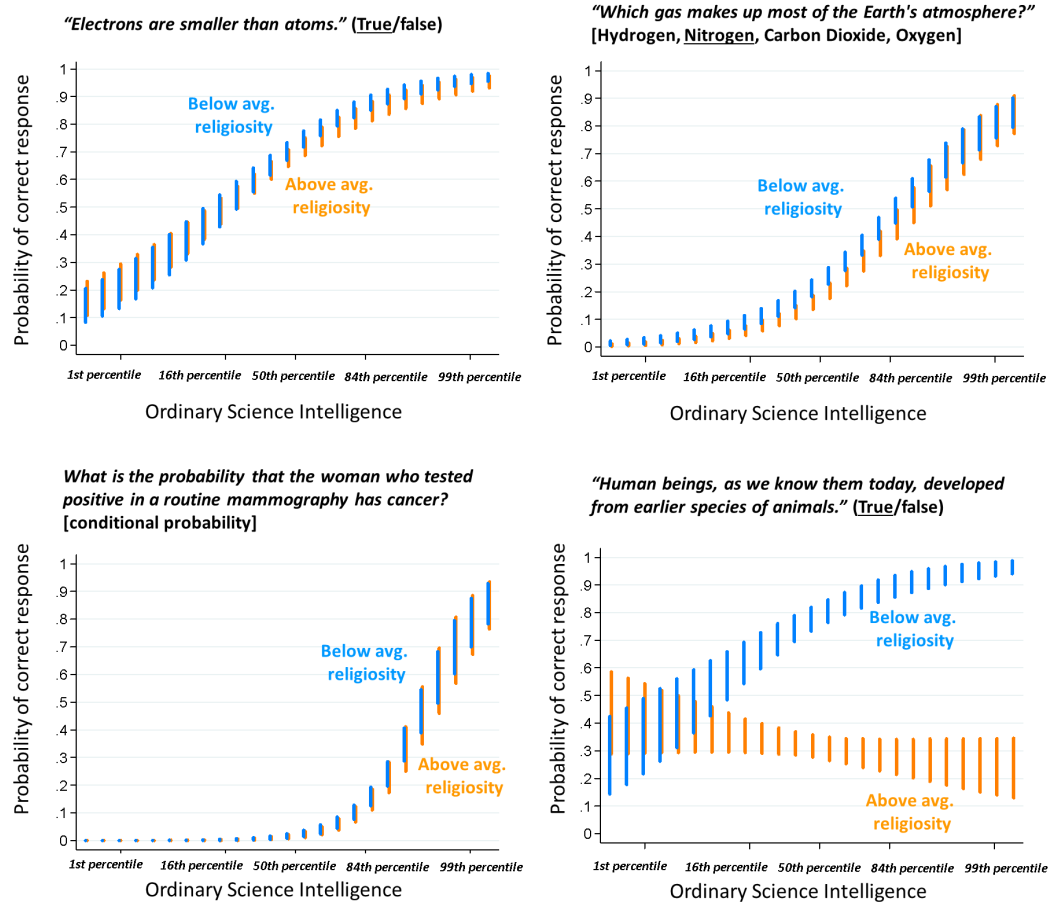 “Electrons are smaller than atoms.” (True/false)
Probability of correct response
1
.9
.8
.7
.6
.5
.4
.3
.2
.1
0
Below avg.
religiosity
Above avg.
religiosity
1st percentile 16th percentile 50th percentile 84th percentile 99th percentile
Ordinary Science Intelligence
“Which gas makes up most of the Earth's atmosphere?”
[Hydrogen, Nitrogen, Carbon Dioxide, Oxygen]
Probability of correct response
1
.9
.8
.7
.6
.5
.4
.3
.2
.1
0
Below avg.
religiosity
Above avg.
religiosity
1st percentile 16th percentile 50th percentile 84th percentile 99th percentile
Ordinary Science Intelligence
What is the probability that the woman who tested
positive in a routine mammography has cancer?
[conditional probability]
Probability of correct response
1
.9
.8
.7
.6
.5
.4
.3
.2
.1
0
Below avg.
religiosity
Above avg.
religiosity
1st percentile 16th percentile 50th percentile 84th percentile 99th percentile
Ordinary Science Intelligence
“Human beings, as we know them today, developed
from earlier species of animals.” (True/false)
Probability of correct response
1
.9
.8
.7
.6
.5
.4
.3
.2
.1
0
Below avg.
religiosity
Above avg.
religiosity
1st percentile 16th percentile 50th percentile 84th percentile 99th percentile
Ordinary Science Intelligence